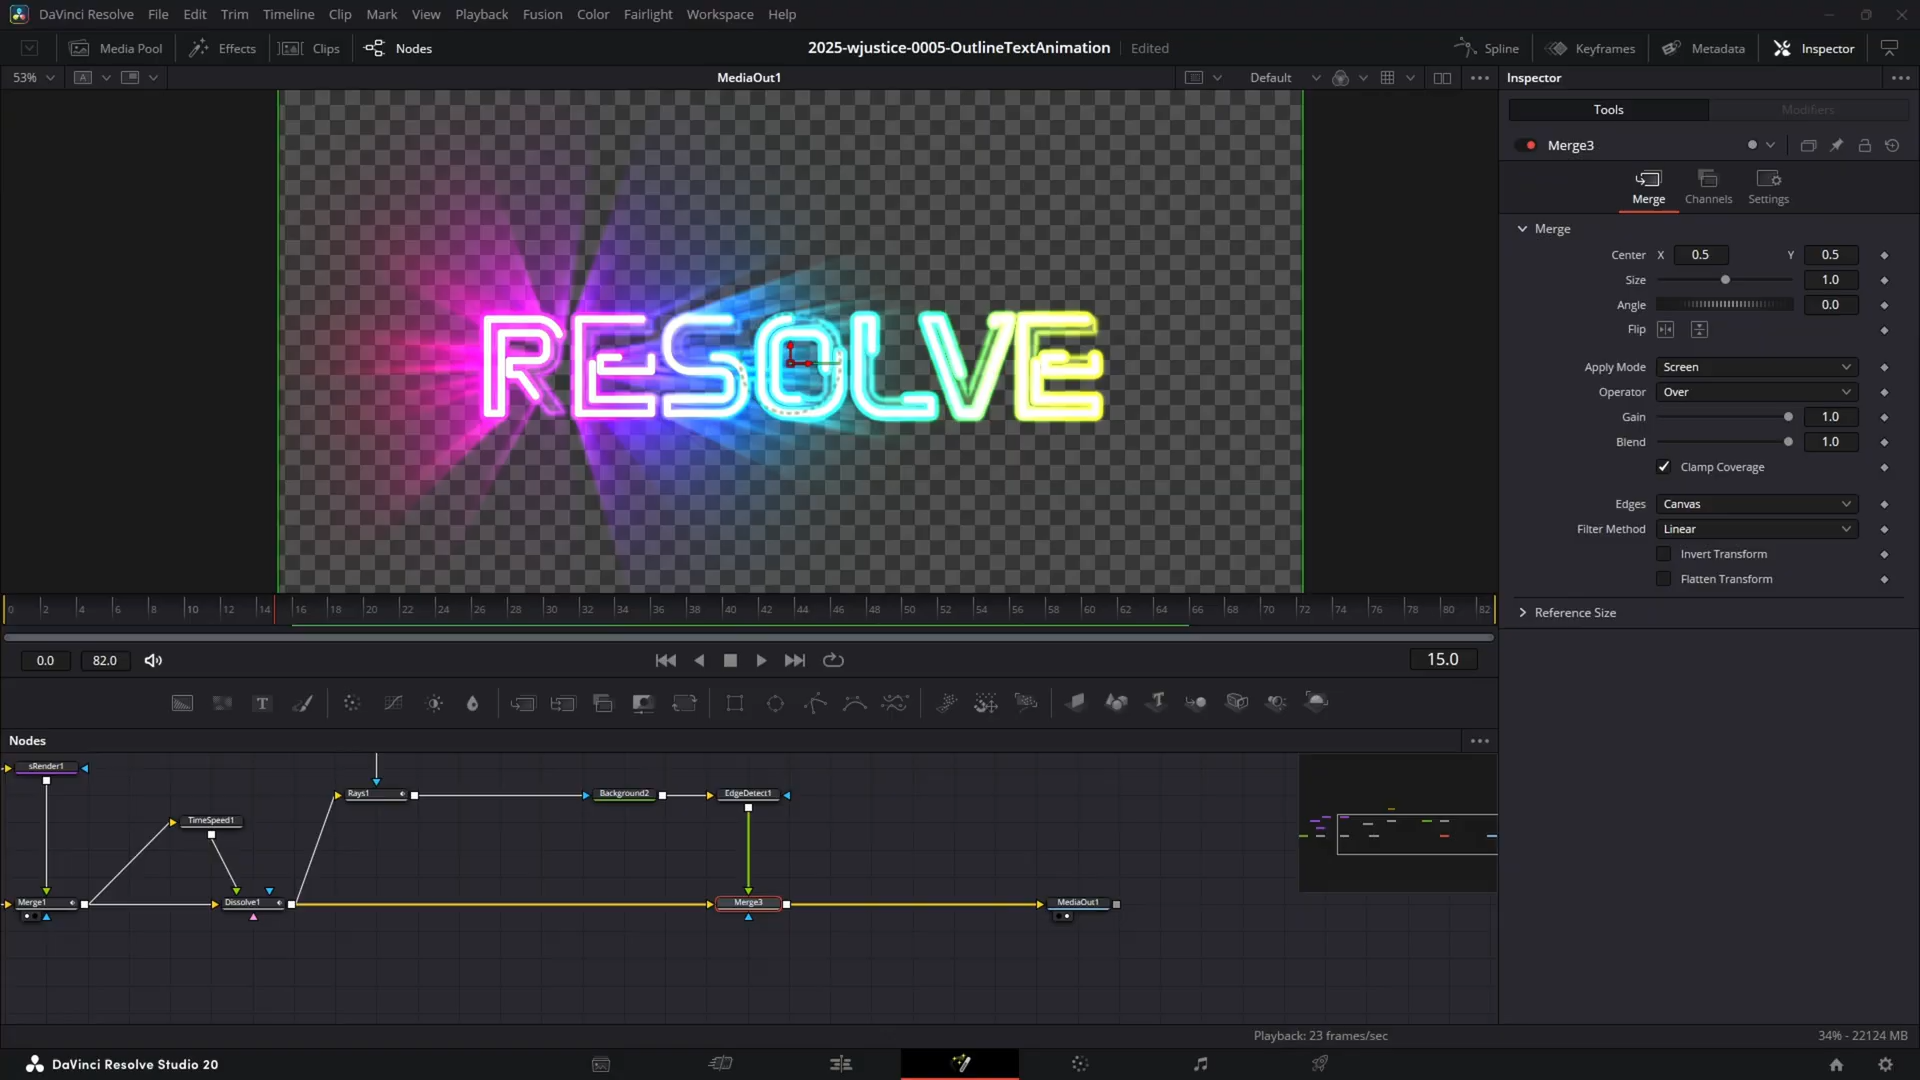 DaVinci Resolve File Edit Trim Timeline Clip Mark View Playback Fusion Color Fairlight Workspace Help
Media Pool Effects Clips Nodes 2025-wjustice-0005-OutlineTextAnimation Edited Spline Keyframes Metadata Inspector
53% A MediaOut1 Default Inspector
Tools Modifiers
Merge3
Merge Channels Settings
Merge
Center X 0.5 Y 0.5
Size 1.0
Angle 0.0
Flip
Apply Mode Screen
Operator Over
Gain 1.0
Blend 1.0
Clamp Coverage
Edges Canvas
Filter Method Linear
Invert Transform
Flatten Transform
Reference Size
RESOLVE
0 2 4 6 8 10 12 14 16 18 20 22 24 26 28 30 32 34 36 38 40 42 44 46 48 50 52 54 56 58 60 62 64 66 68 70 72 74 76 78 80 82
0.0 82.0 15.0
T
Nodes
sRender1
Rays1 Background2 EdgeDetect1
TimeSpeed1
Merge1 Dissolve1 Merge3 MediaOut1
Playback: 23 frames/sec 34% - 22124 MB
DaVinci Resolve Studio 20